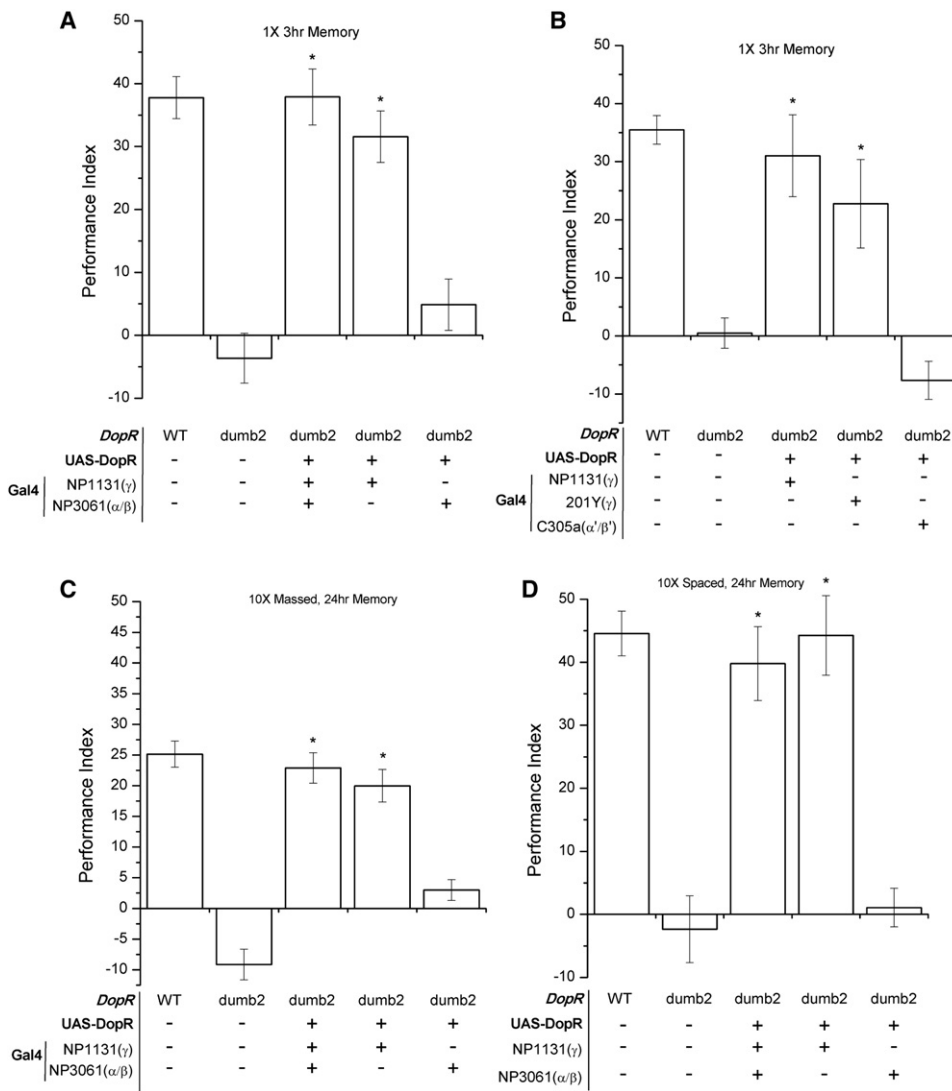 A
1X 3hr Memory
Performance Index
50
40
30
20
10
0
-10
DopR WT dumb2 dumb2 dumb2 dumb2
UAS-DopR - - + + +
Gal4 NP1131(γ) - - + + -
NP3061(α/β) - - + - +
* *
B
1X 3hr Memory
Performance Index
50
40
30
20
10
0
-10
* *
DopR WT dumb2 dumb2 dumb2 dumb2
UAS-DopR - - + + +
NP1131(γ) - - + - -
Gal4 201Y(γ) - - - + -
C305a(α'/β') - - - - +
C
10X Massed, 24hr Memory
Performance Index
50
45
40
35
30
25
20
15
10
5
0
-5
-10
* *
DopR WT dumb2 dumb2 dumb2 dumb2
UAS-DopR - - + + +
Gal4 NP1131(γ) - - + + -
NP3061(α/β) - - + - +
D
10X Spaced, 24hr Memory
Performance Index
50
40
30
20
10
0
-10
* *
DopR WT dumb2 dumb2 dumb2 dumb2
UAS-DopR - - + + +
NP1131(γ) - - + + -
NP3061(α/β) - - + - +